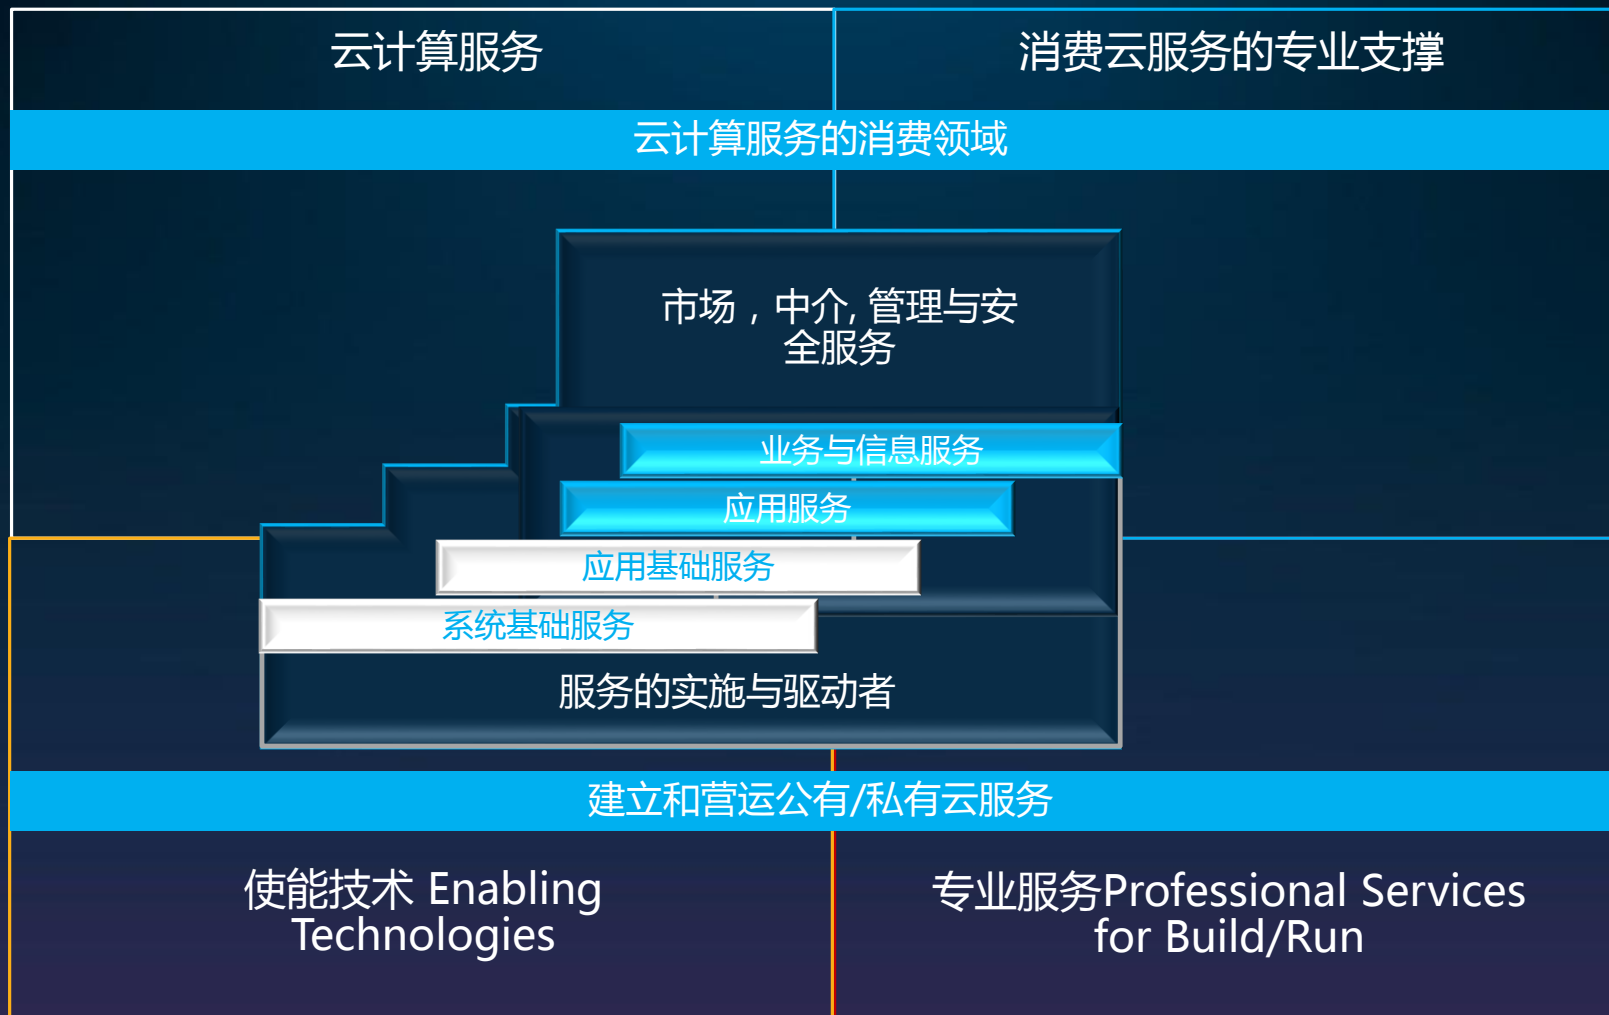 云计算服务
消费云服务的专业支撑
云计算服务的消费领域
市场，中介, 管理与安
全服务
业务与信息服务
应用服务
应用基础服务
系统基础服务
服务的实施与驱动者
建立和营运公有/私有云服务
使能技术 Enabling
Technologies
专业服务Professional Services
for Build/Run